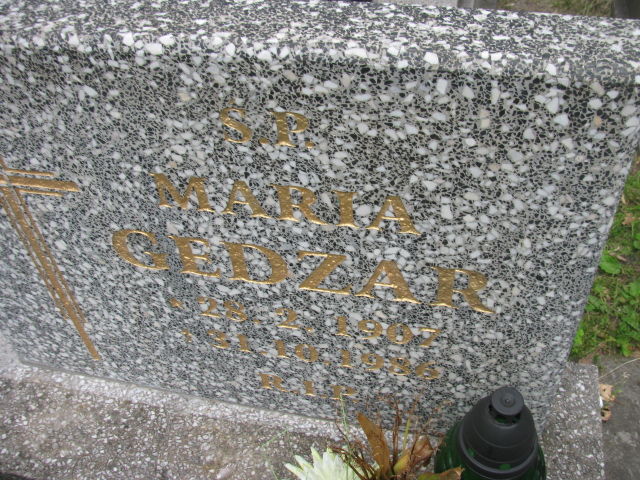 Ś.P.
MARIA
GEDZAR
* 28.2.1907
† 31.10.1986
R.I.P.